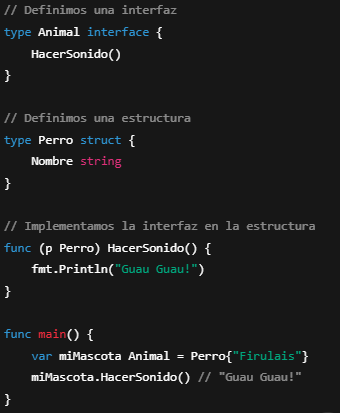 // Definimos una interfaz
type Animal interface {
    HacerSonido()
}

// Definimos una estructura
type Perro struct {
    Nombre string
}

// Implementamos la interfaz en la estructura
func (p Perro) HacerSonido() {
    fmt.Println("Guau Guau!")
}

func main() {
    var miMascota Animal = Perro{"Firulais"}
    miMascota.HacerSonido() // "Guau Guau!"
}